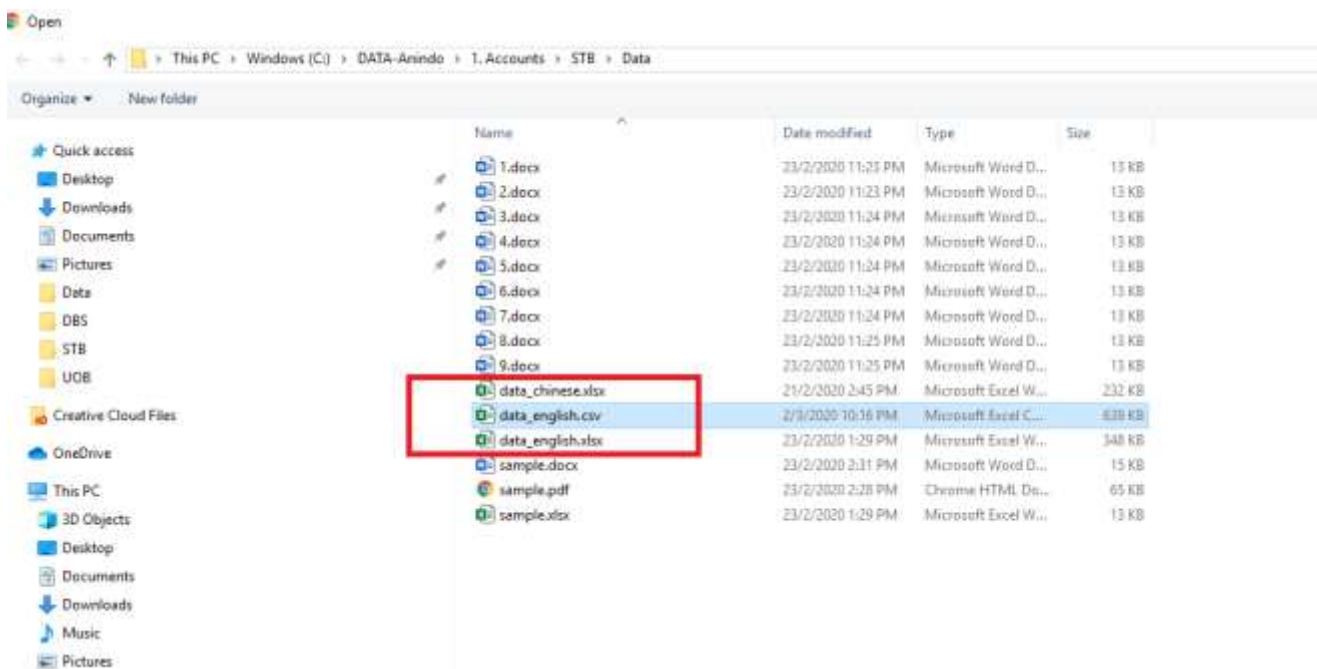 Open
This PC › Windows (C:) › DATA-Anindo › 1. Accounts › STB › Data
Organize New folder
Name Date modified Type Size
Quick access
Desktop
Downloads
Documents
Pictures
Data
DBS
STB
UOB
Creative Cloud Files
OneDrive
This PC
3D Objects
Desktop
Documents
Downloads
Music
Pictures
1.docx 23/2/2020 11:23 PM Microsoft Word D... 13 KB
2.docx 23/2/2020 11:23 PM Microsoft Word D... 13 KB
3.docx 23/2/2020 11:24 PM Microsoft Word D... 13 KB
4.docx 23/2/2020 11:24 PM Microsoft Word D... 13 KB
5.docx 23/2/2020 11:24 PM Microsoft Word D... 13 KB
6.docx 23/2/2020 11:24 PM Microsoft Word D... 13 KB
7.docx 23/2/2020 11:24 PM Microsoft Word D... 13 KB
8.docx 23/2/2020 11:25 PM Microsoft Word D... 13 KB
9.docx 23/2/2020 11:25 PM Microsoft Word D... 13 KB
data_chinese.xlsx 21/2/2020 2:45 PM Microsoft Excel W... 232 KB
data_english.csv 2/3/2020 10:16 PM Microsoft Excel C... KB
data_english.xlsx 23/2/2020 1:29 PM Microsoft Excel W... 348 KB
sample.docx 23/2/2020 2:31 PM Microsoft Word D... 15 KB
sample.pdf 23/2/2020 2:28 PM Chrome HTML Do... 65 KB
sample.xlsx 23/2/2020 1:29 PM Microsoft Excel W... 13 KB